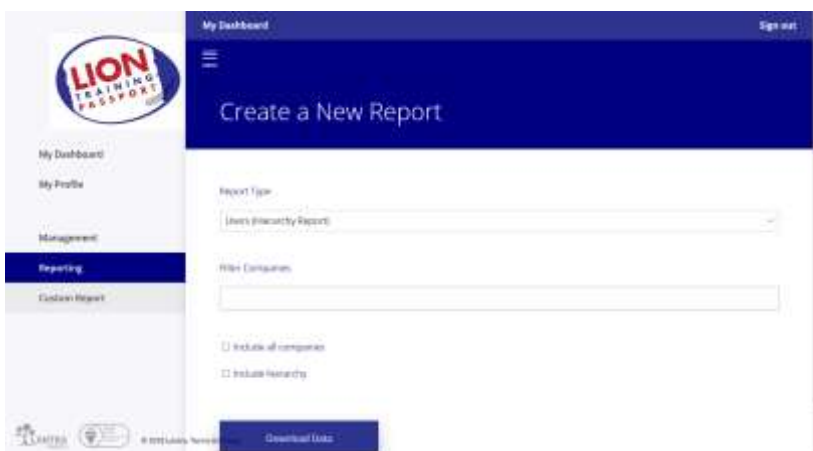 My Dashboard
Sign out
LION
TRAINING
PASSPORT
Create a New Report
My Dashboard
My Profile
Management
Reporting
Custom Report
Report Type
Users (Hierarchy Report)
Filter Companies
Include all companies
Include hierarchy
Download Data
LANTRA